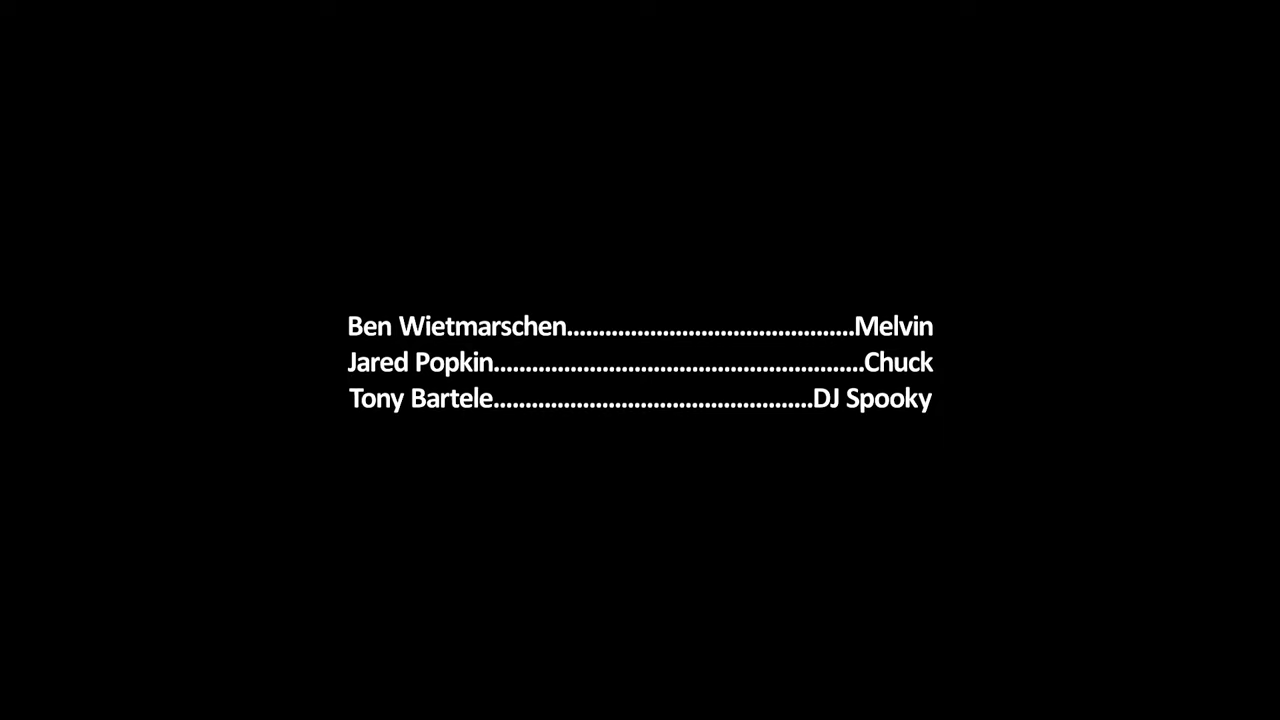 Ben Wietmarschen.............................................Melvin
Jared Popkin..........................................................Chuck
Tony Bartele..................................................DJ Spooky